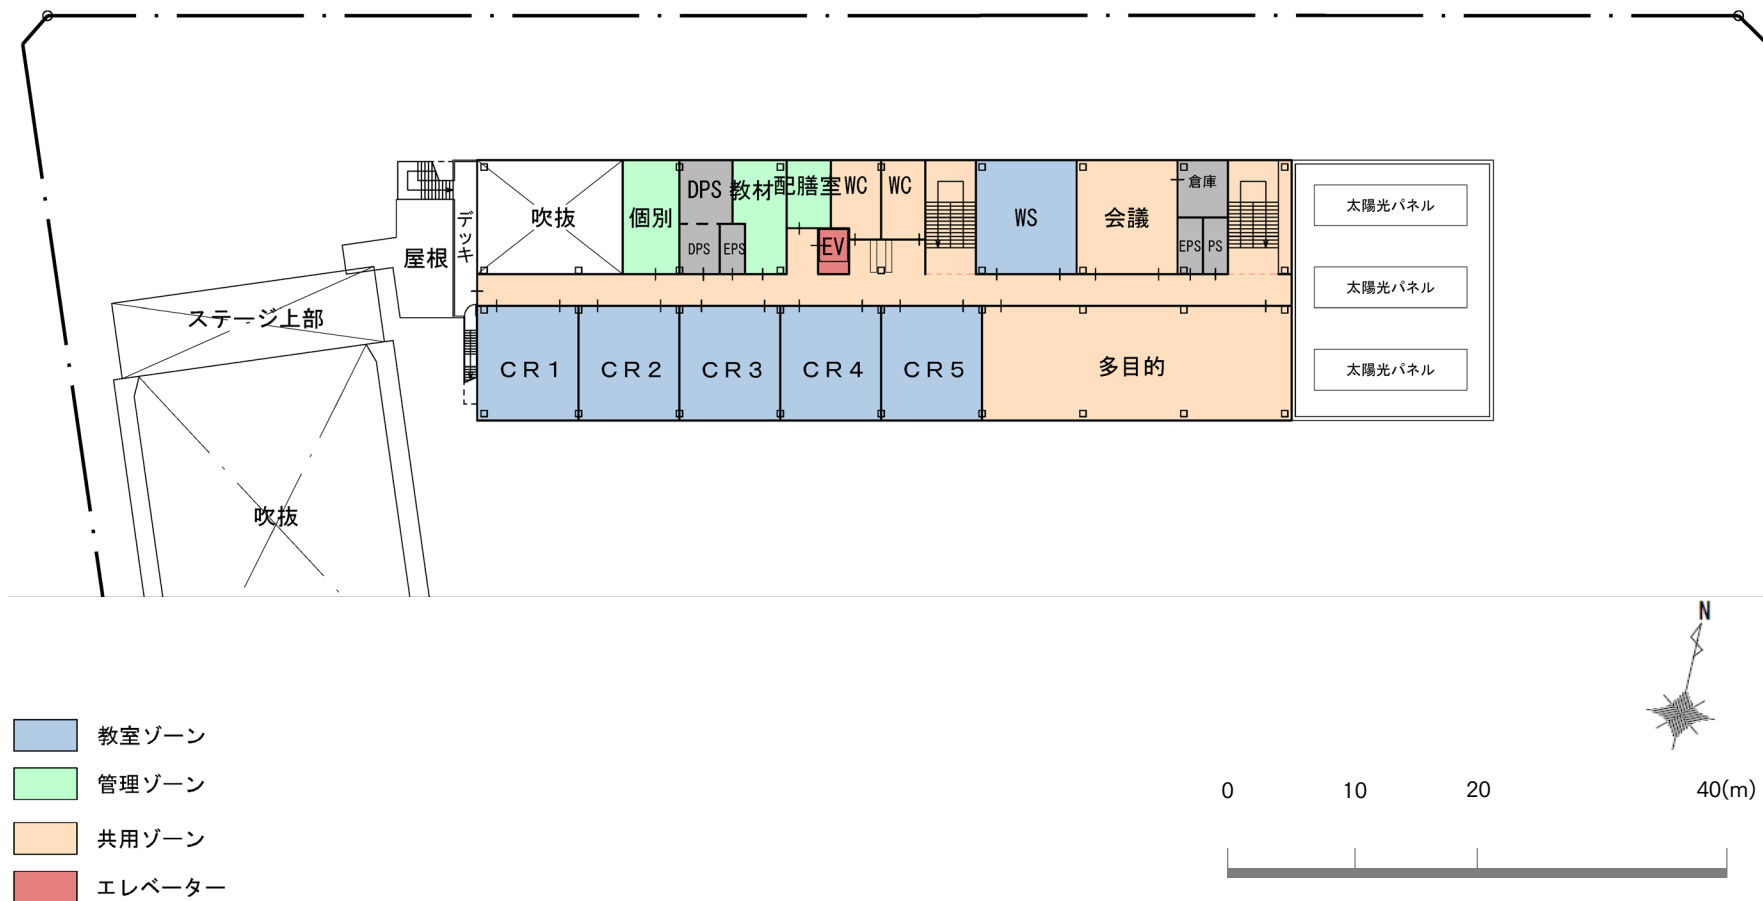 DPS
教材
配膳室
WC
WC
倉庫
デッキ
吹抜
個別
WS
会議
太陽光パネル
屋根
DPS
EPS
EV
EPS
PS
太陽光パネル
ステージ上部
CR1
CR2
CR3
CR4
CR5
多目的
太陽光パネル
吹抜
N
教室ゾーン
管理ゾーン
共用ゾーン
エレベーター
0 10 20 40(m)